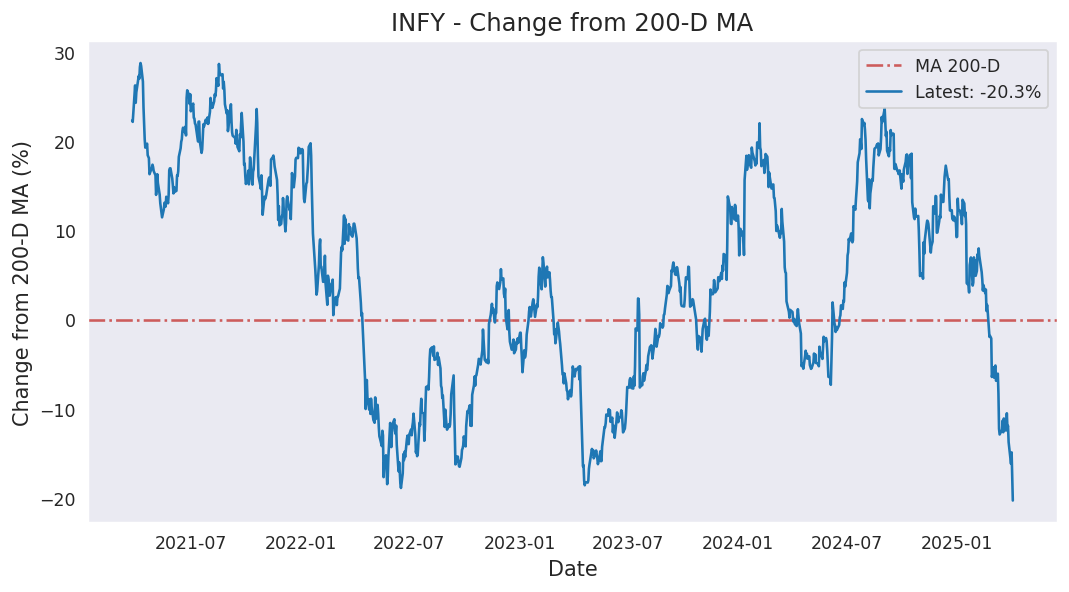 INFY - Change from 200-D MA
MA 200-D
Latest: -20.3%
Change from 200-D MA (%)
30
20
10
0
−10
−20
2021-07 2022-01 2022-07 2023-01 2023-07 2024-01 2024-07 2025-01
Date